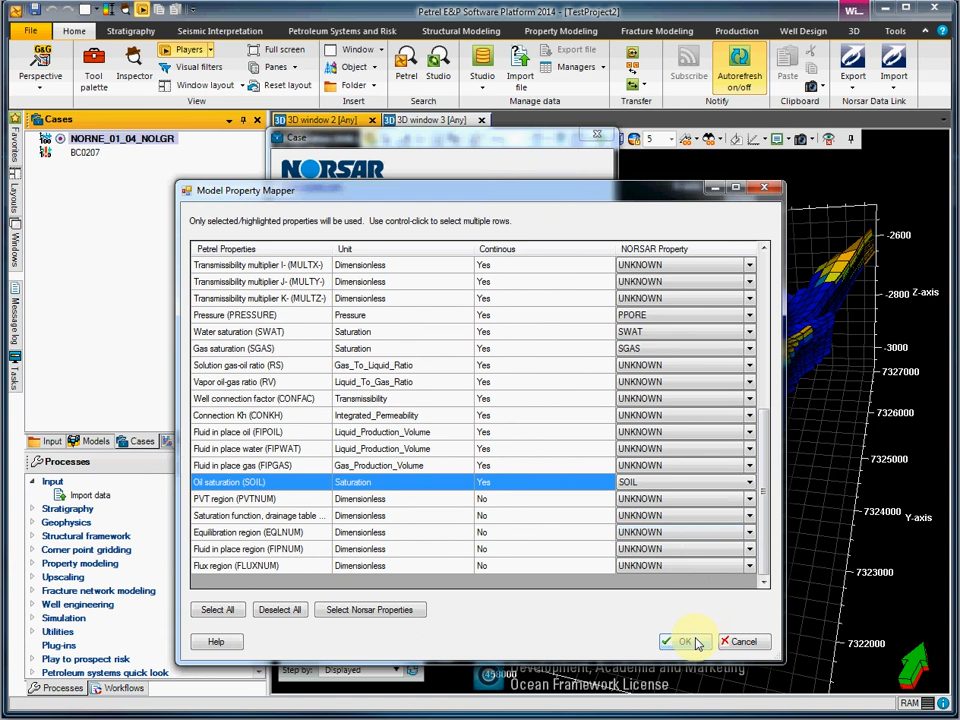 Petrel E&P Software Platform 2014 - [TestProject2]
Wi...
File Home Stratigraphy Seismic Interpretation Petroleum Systems and Risk Structural Modeling Property Modeling Fracture Modeling Production Well Design 3D Tools
G&G
Perspective
Tool palette
Inspector
Players
Visual filters
Window layout
Full screen
Panes
Reset layout
View
Window
Object
Folder
Insert
Petrel
Studio
Search
Studio
Import file
Export file
Managers
Manage data
Transfer
Subscribe
Autorefresh on/off
Notify
Paste
Clipboard
Export
Import
Norsar Data Link
Cases
3D window 2 [Any]
3D window 3 [Any]
Favorites
Layouts
Windows
Message log
Tasks
NORNE_01_04_NOLGR
BC0207
Case
NORSAR
5
Model Property Mapper
Only selected/highlighted properties will be used. Use control-click to select multiple rows.
Petrel Properties Unit Continous NORSAR Property
Transmissibility multiplier I- (MULTX-) Dimensionless Yes UNKNOWN
Transmissibility multiplier J- (MULTY-) Dimensionless Yes UNKNOWN
Transmissibility multiplier K- (MULTZ-) Dimensionless Yes UNKNOWN
Pressure (PRESSURE) Pressure Yes PPORE
Water saturation (SWAT) Saturation Yes SWAT
Gas saturation (SGAS) Saturation Yes SGAS
Solution gas-oil ratio (RS) Gas_To_Liquid_Ratio Yes UNKNOWN
Vapor oil-gas ratio (RV) Liquid_To_Gas_Ratio Yes UNKNOWN
Well connection factor (CONFAC) Transmissibility Yes UNKNOWN
Connection Kh (CONKH) Integrated_Permeability Yes UNKNOWN
Fluid in place oil (FIPOIL) Liquid_Production_Volume Yes UNKNOWN
Fluid in place water (FIPWAT) Liquid_Production_Volume Yes UNKNOWN
Fluid in place gas (FIPGAS) Gas_Production_Volume Yes UNKNOWN
Oil saturation (SOIL) Saturation Yes SOIL
PVT region (PVTNUM) Dimensionless No UNKNOWN
Saturation function, drainage table ... Dimensionless No UNKNOWN
Equilibration region (EQLNUM) Dimensionless No UNKNOWN
Fluid in place region (FIPNUM) Dimensionless No UNKNOWN
Flux region (FLUXNUM) Dimensionless No UNKNOWN
Select All Deselect All Select Norsar Properties
Help OK Cancel
Input Models Cases
Processes
Input
Import data
Stratigraphy
Geophysics
Structural framework
Corner point gridding
Property modeling
Upscaling
Fracture network modeling
Well engineering
Simulation
Utilities
Plug-ins
Play to prospect risk
Petroleum systems quick look
Processes Workflows
Step by: Displayed
Development, Academia and Marketing
Ocean Framework License
-2600
-2800
Z-axis
-3000
7327000
7326000
7325000
7324000
Y-axis
7323000
7322000
RAM